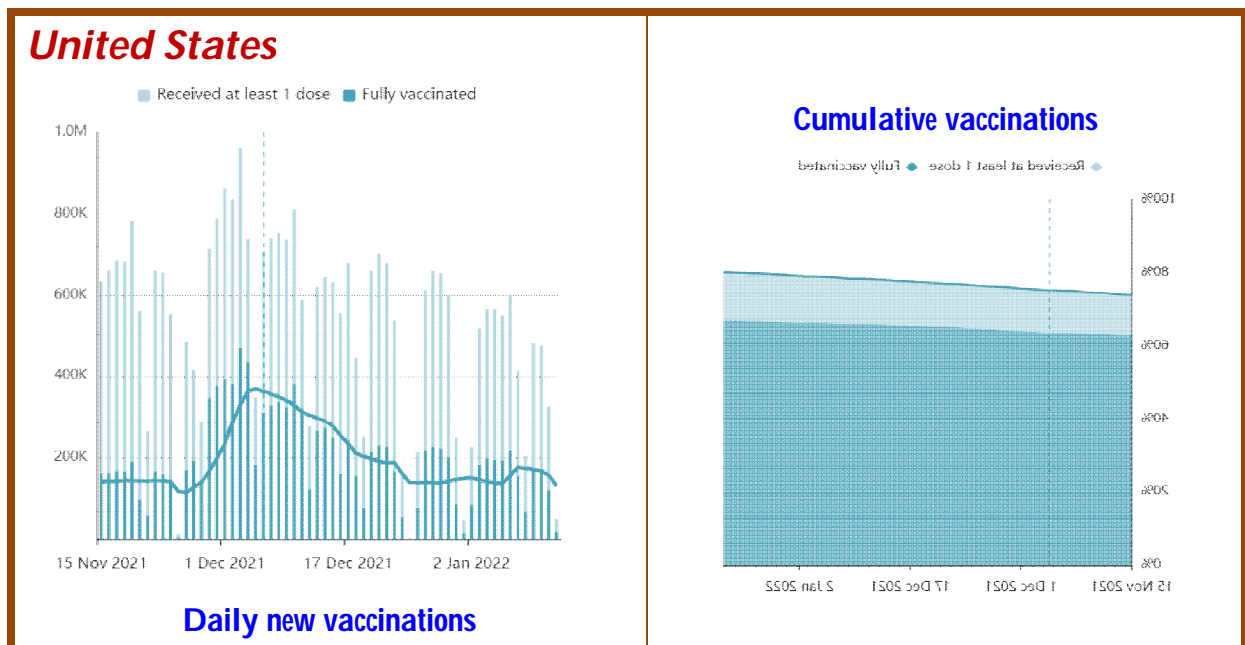 United States
Received at least 1 dose Fully vaccinated
1.0M
800K
600K
400K
200K
15 Nov 2021 1 Dec 2021 17 Dec 2021 2 Jan 2022
Daily new vaccinations
Cumulative vaccinations
Received at least 1 dose Fully vaccinated
100%
80%
60%
40%
20%
0%
15 Nov 2021 1 Dec 2021 17 Dec 2021 2 Jan 2022